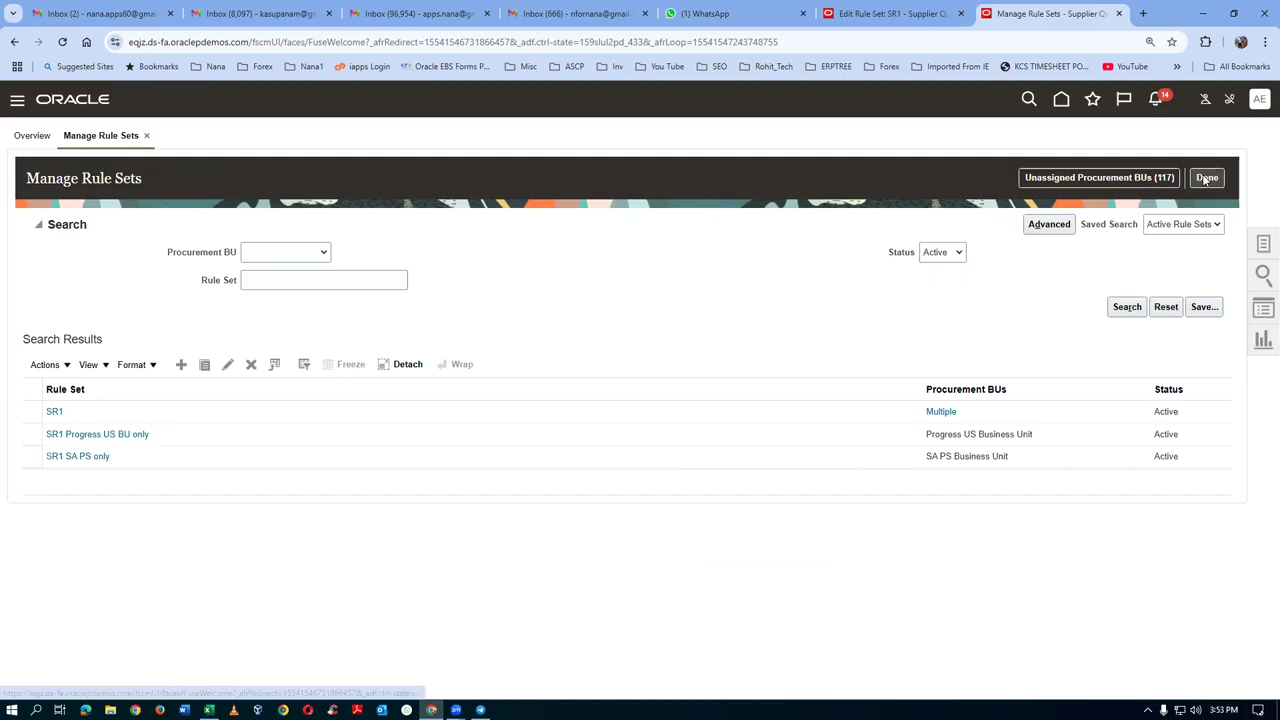 Inbox (2) - nana.apps60@gmail
Inbox (8,097) - kasupanam@gm
Inbox (96,954) - apps.nana@gm
Inbox (666) - nfornana@gmail
(1) WhatsApp
Edit Rule Set: SR1 - Supplier Q
Manage Rule Sets - Supplier Q
eqjz.ds-fa.oraclepdemos.com/fscmUI/faces/FuseWelcome?_afrRedirect=15541546731866457&_adf.ctrl-state=159slul2pd_433&_afrLoop=15541547243748755
Suggested Sites
Bookmarks
Nana
Forex
Nana1
iapps Login
Oracle EBS Forms P...
Misc
ASCP
Inv
You Tube
SEO
Rohit_Tech
ERPTREE
Forex
Imported From IE
KCS TIMESHEET PO...
YouTube
»
All Bookmarks
ORACLE
14
AE
Overview
Manage Rule Sets
Manage Rule Sets
Unassigned Procurement BUs (117)
Done
Search
Advanced
Saved Search
Active Rule Sets
Procurement BU
Status
Active
Rule Set
Search
Reset
Save...
Search Results
Actions
View
Format
Freeze
Detach
Wrap
Rule Set
Procurement BUs
Status
SR1
Multiple
Active
SR1 Progress US BU only
Progress US Business Unit
Active
SR1 SA PS only
SA PS Business Unit
Active
3:53 PM